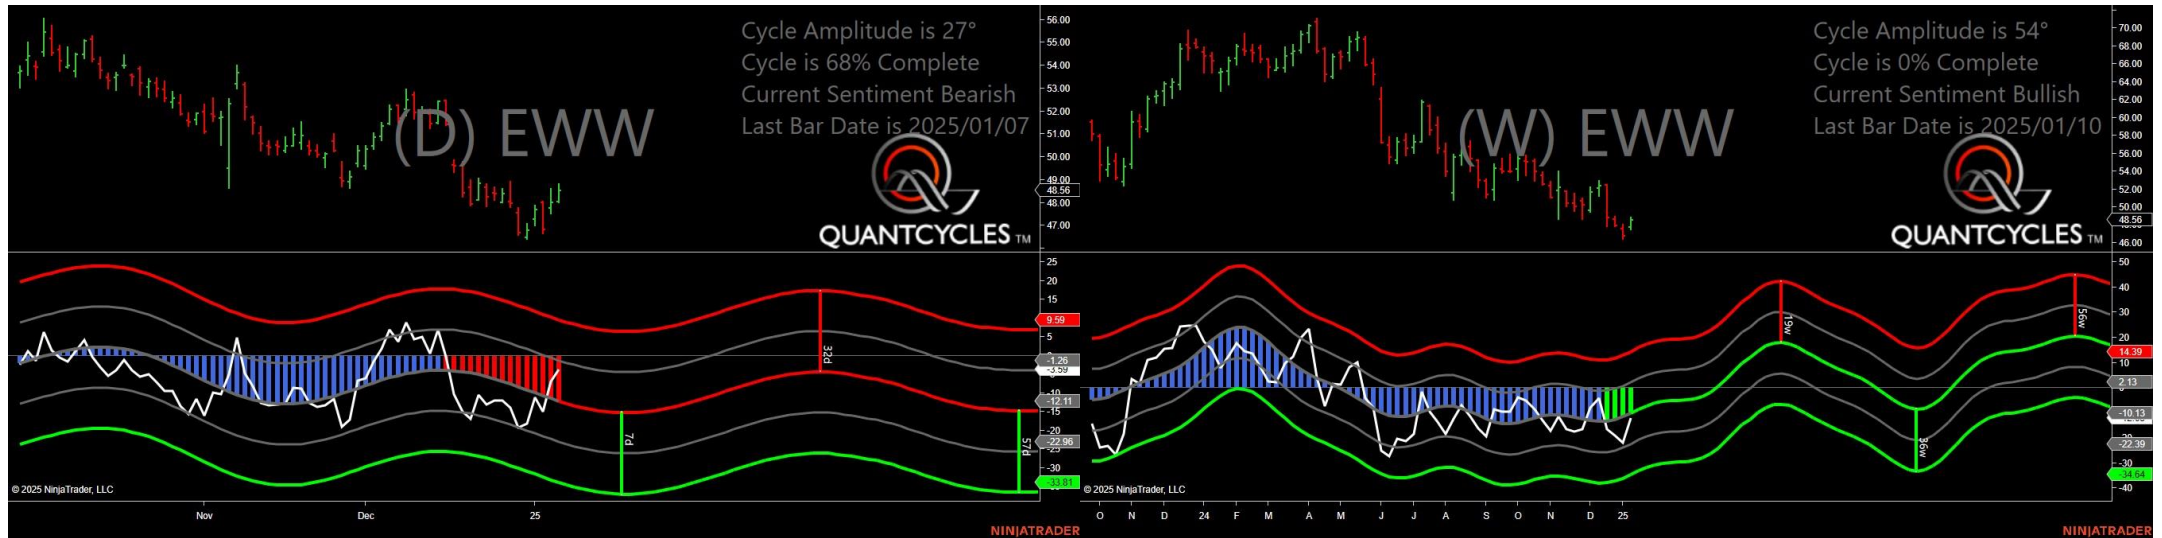 Cycle Amplitude is 27°
Cycle is 68% Complete
Current Sentiment Bearish
Last Bar Date is 2025/01/07
(D) EWW
QUANTCYCLES TM
56.00
55.00
54.00
53.00
52.00
51.00
50.00
49.00
48.56
48.00
47.00
25
20
15
9.59
5
-1.26
-3.59
-12.11
-15
-20
-22.96
-25
-30
-33.81
32d
7d
57d
© 2025 NinjaTrader, LLC
Nov
Dec
25
NINJATRADER
Cycle Amplitude is 54°
Cycle is 0% Complete
Current Sentiment Bullish
Last Bar Date is 2025/01/10
(W) EWW
QUANTCYCLES TM
70.00
68.00
66.00
64.00
62.00
60.00
58.00
56.00
54.00
52.00
50.00
48.56
46.00
50
40
30
20
14.39
10
2.13
-10.13
-22.39
-30
-34.64
-40
19w
56w
36w
© 2025 NinjaTrader, LLC
O N D 24 F M A M J J A S O N D 25
NINJATRADER